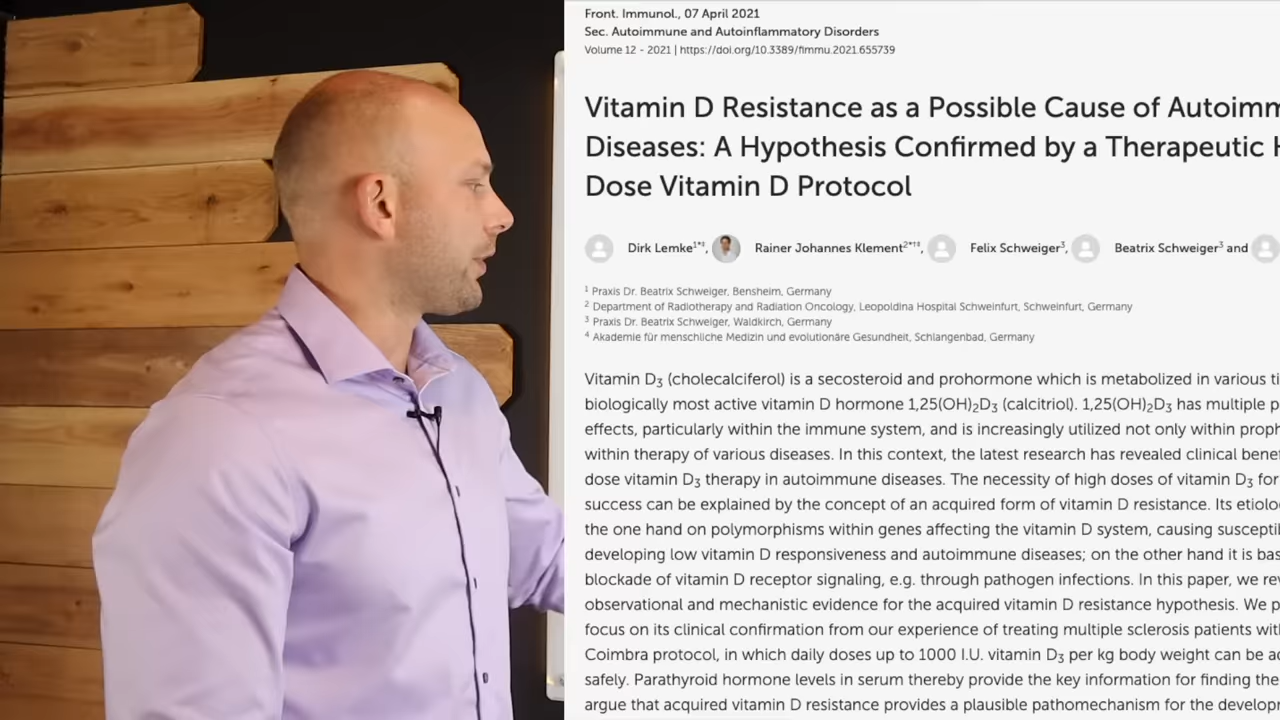 Front. Immunol., 07 April 2021
Sec. Autoimmune and Autoinflammatory Disorders
Volume 12 - 2021 | https://doi.org/10.3389/fimmu.2021.655739
Vitamin D Resistance as a Possible Cause of Autoimm
Diseases: A Hypothesis Confirmed by a Therapeutic H
Dose Vitamin D Protocol
Dirk Lemke¹*‡, Rainer Johannes Klement²*†‡, Felix Schweiger³, Beatrix Schweiger³ and
¹ Praxis Dr. Beatrix Schweiger, Bensheim, Germany
² Department of Radiotherapy and Radiation Oncology, Leopoldina Hospital Schweinfurt, Schweinfurt, Germany
³ Praxis Dr. Beatrix Schweiger, Waldkirch, Germany
⁴ Akademie für menschliche Medizin und evolutionäre Gesundheit, Schlangenbad, Germany
Vitamin D₃ (cholecalciferol) is a secosteroid and prohormone which is metabolized in various ti
biologically most active vitamin D hormone 1,25(OH)₂D₃ (calcitriol). 1,25(OH)₂D₃ has multiple p
effects, particularly within the immune system, and is increasingly utilized not only within proph
within therapy of various diseases. In this context, the latest research has revealed clinical bene
dose vitamin D₃ therapy in autoimmune diseases. The necessity of high doses of vitamin D₃ for
success can be explained by the concept of an acquired form of vitamin D resistance. Its etiolo
the one hand on polymorphisms within genes affecting the vitamin D system, causing suscepti
developing low vitamin D responsiveness and autoimmune diseases; on the other hand it is bas
blockade of vitamin D receptor signaling, e.g. through pathogen infections. In this paper, we rev
observational and mechanistic evidence for the acquired vitamin D resistance hypothesis. We p
focus on its clinical confirmation from our experience of treating multiple sclerosis patients wit
Coimbra protocol, in which daily doses up to 1000 I.U. vitamin D₃ per kg body weight can be ad
safely. Parathyroid hormone levels in serum thereby provide the key information for finding the
argue that acquired vitamin D resistance provides a plausible pathomechanism for the develop